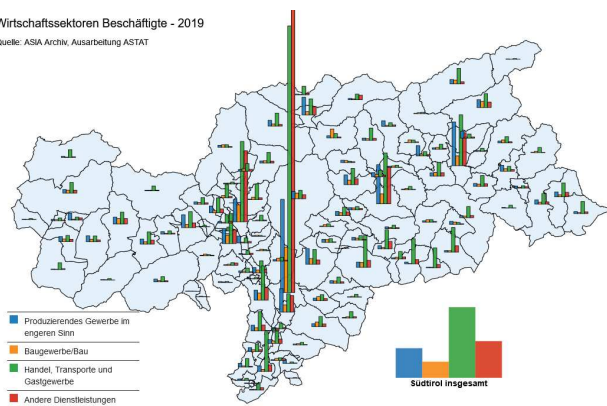 Wirtschaftssektoren Beschäftigte - 2019
Quelle: ASIA Archiv, Ausarbeitung ASTAT
Produzierendes Gewerbe im
engeren Sinn
Baugewerbe/Bau
Handel, Transporte und
Gastgewerbe
Andere Dienstleistungen
Südtirol insgesamt